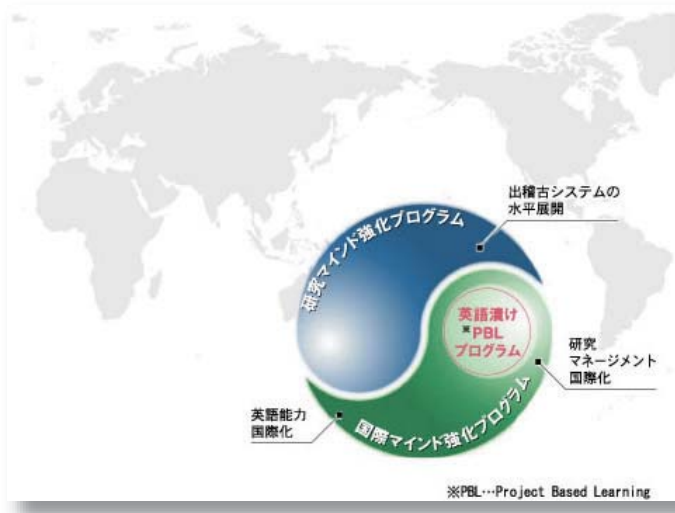 出稽古システムの
水平展開
研究マインド強化プログラム
英語漬け
※PBL
プログラム
研究
マネージメント
国際化
英語能力
国際化
国際マインド強化プログラム
※PBL…Project Based Learning